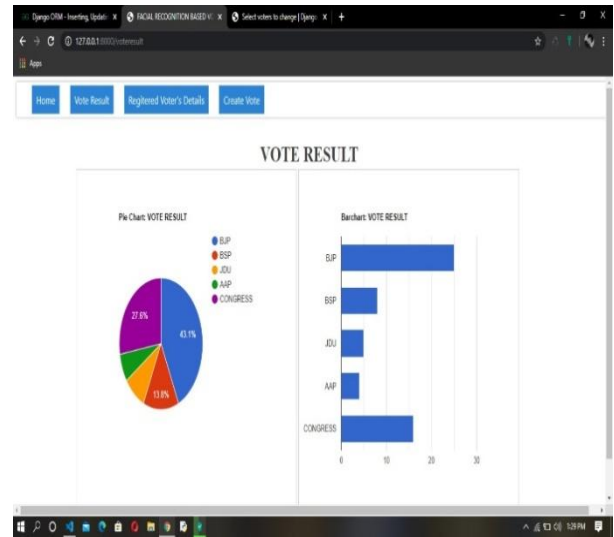 Django ORM - Inserting, Updatin
FACIAL RECOGNITION BASED V
Select voters to change | Django
127.0.0.1:8000/voteresult
Apps
Home
Vote Result
Regitered Voter's Details
Create Vote
VOTE RESULT
Pie Chart: VOTE RESULT
BJP
BSP
JDU
AAP
CONGRESS
27.6%
43.1%
13.8%
Barchart: VOTE RESULT
BJP
BSP
JDU
AAP
CONGRESS
0 10 20 30
1:29 PM